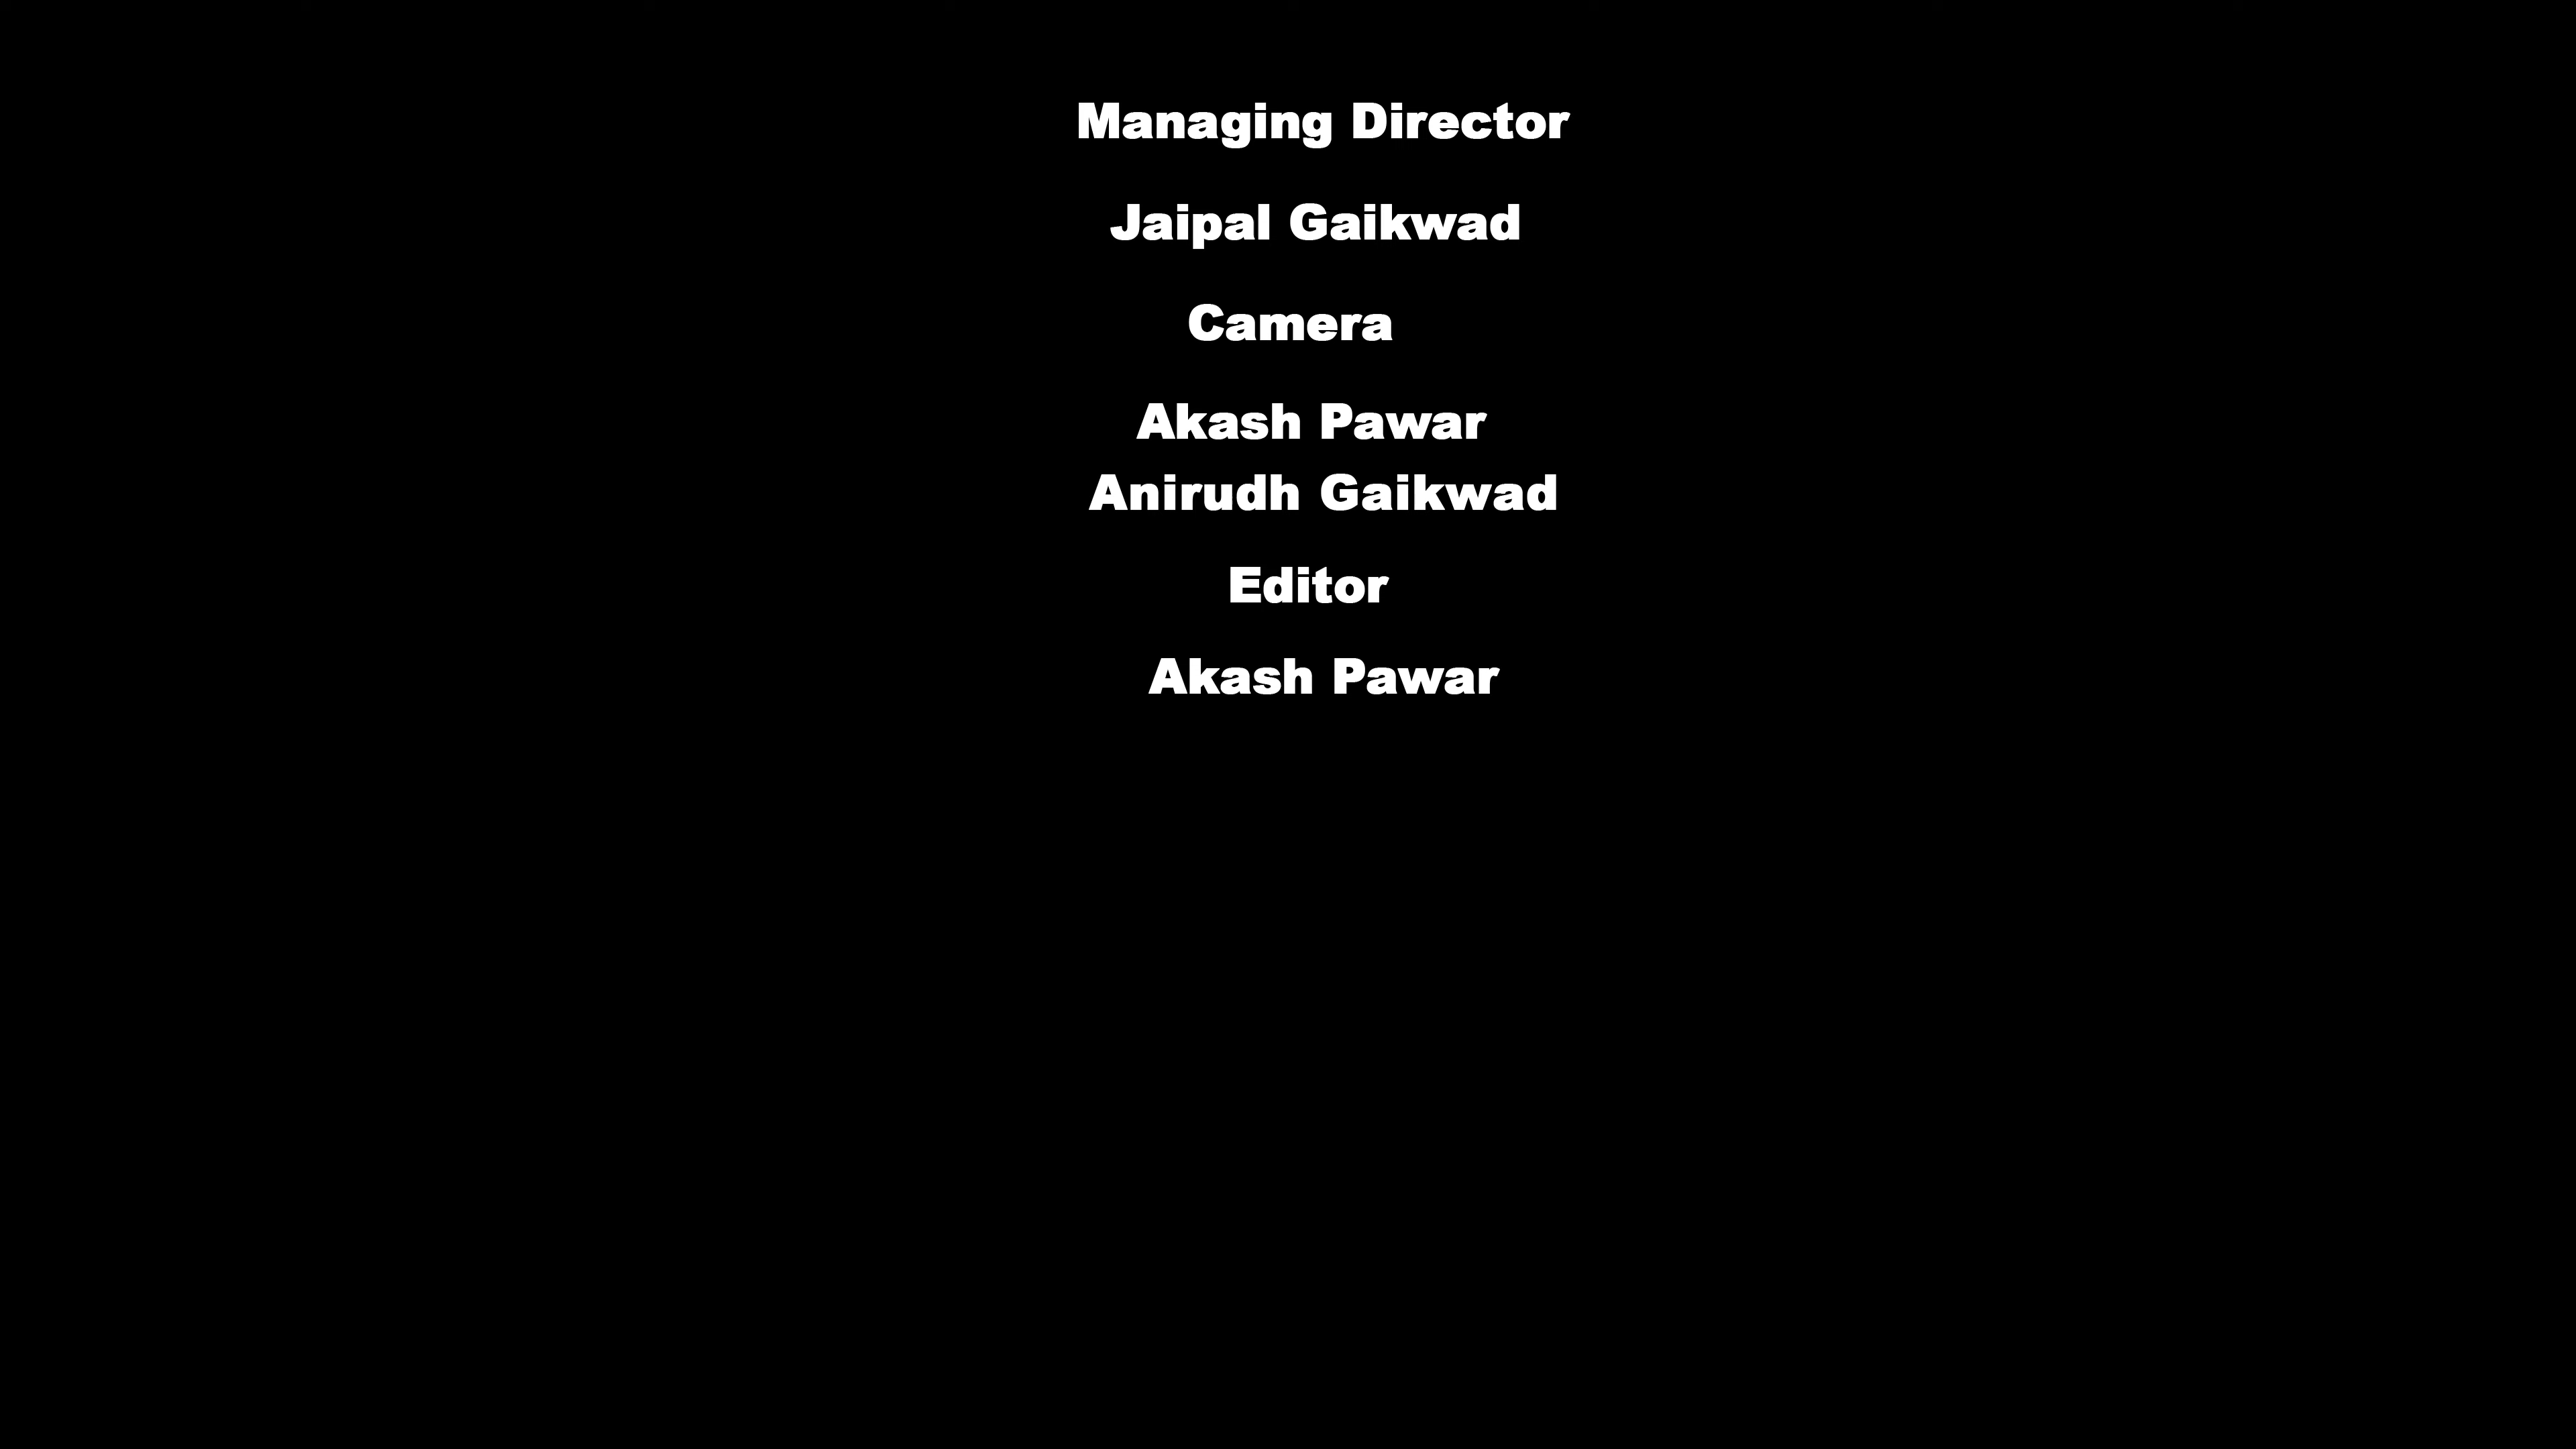 Managing Director
Jaipal Gaikwad
Camera
Akash Pawar
Anirudh Gaikwad
Editor
Akash Pawar